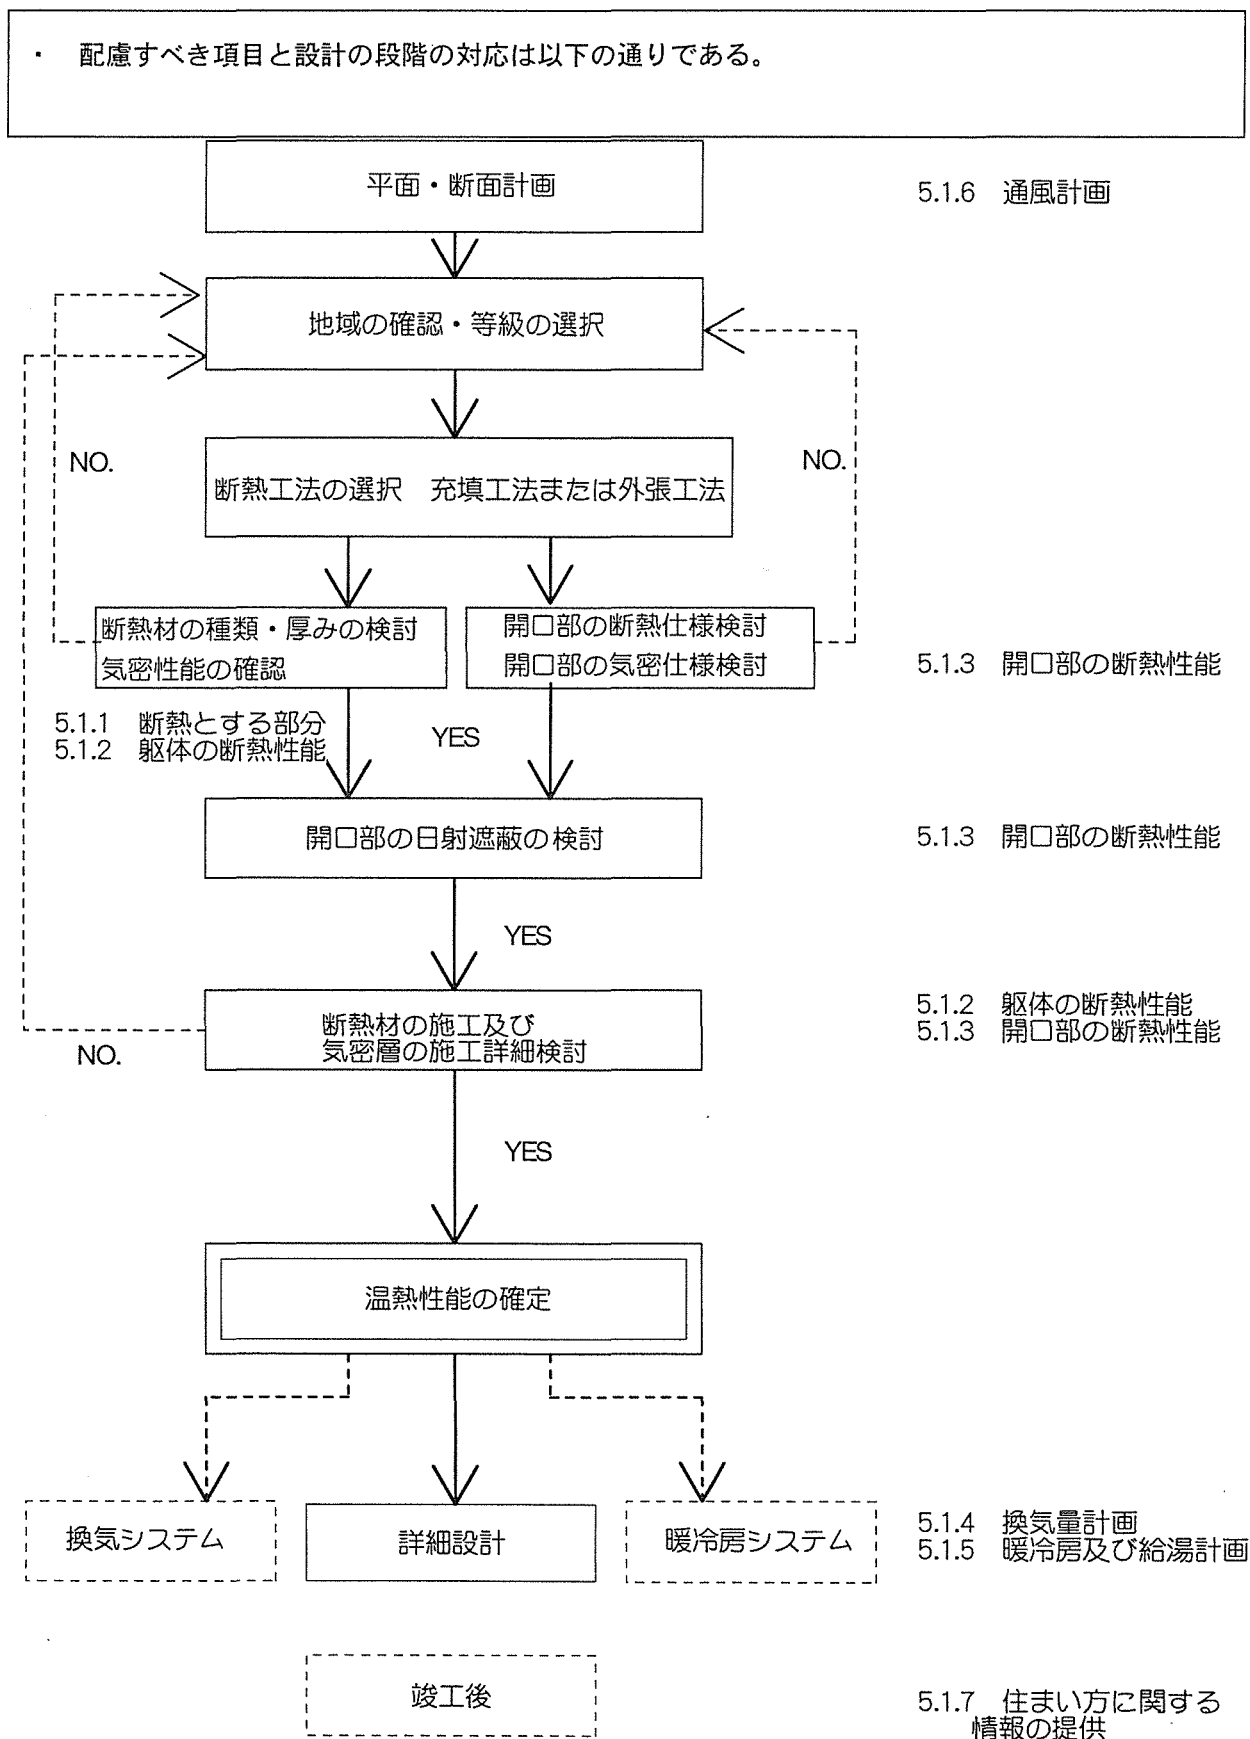 ・ 配慮すべき項目と設計の段階の対応は以下の通りである。
平面・断面計画
5.1.6 通風計画
地域の確認・等級の選択
NO.
NO.
断熱工法の選択 充填工法または外張工法
断熱材の種類・厚みの検討
気密性能の確認
開口部の断熱仕様検討
開口部の気密仕様検討
5.1.3 開口部の断熱性能
5.1.1 断熱とする部分
5.1.2 躯体の断熱性能
YES
開口部の日射遮蔽の検討
5.1.3 開口部の断熱性能
YES
断熱材の施工及び
気密層の施工詳細検討
5.1.2 躯体の断熱性能
5.1.3 開口部の断熱性能
NO.
YES
温熱性能の確定
換気システム
詳細設計
暖冷房システム
5.1.4 換気量計画
5.1.5 暖冷房及び給湯計画
竣工後
5.1.7 住まい方に関する
情報の提供